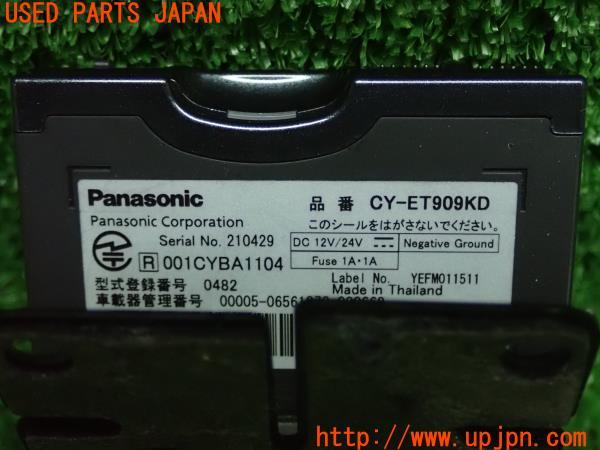 USED PARTS JAPAN
Panasonic
品番 CY-ET909KD
Panasonic Corporation
このシールをはがさないでください。
Serial No. 210429
DC 12V/24V
Negative Ground
R 001CYBA1104
Fuse 1A・1A
Label No. YEFM011511
型式登録番号 0482
Made in Thailand
車載器管理番号 00005-06561
http://www.upjpn.com